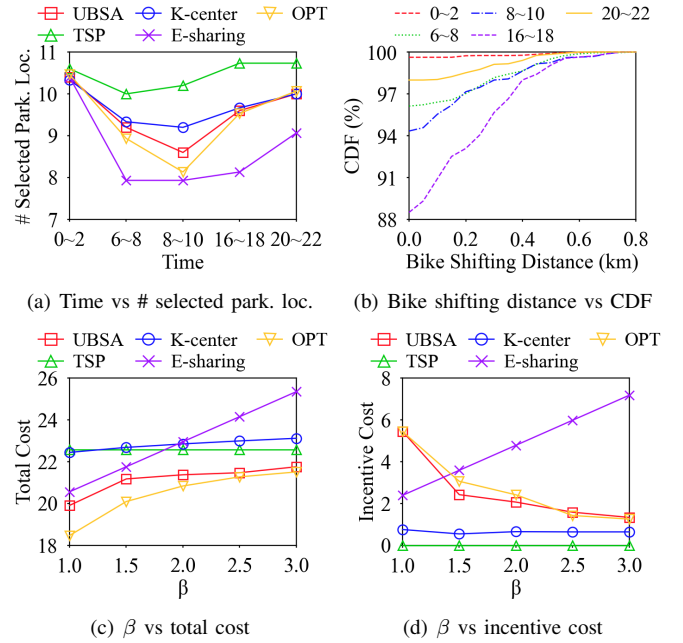 UBSA K-center OPT
TSP E-sharing
# Selected Park. Loc.
11
10
9
8
7
0~2 6~8 8~10 16~18 20~22
Time
(a) Time vs # selected park. loc.
0~2 8~10 20~22
6~8 16~18
CDF (%)
100
97
94
91
88
0.0 0.2 0.4 0.6 0.8
Bike Shifting Distance (km)
(b) Bike shifting distance vs CDF
UBSA K-center OPT
TSP E-sharing
Total Cost
26
24
22
20
18
1.0 1.5 2.0 2.5 3.0
β
(c) β vs total cost
UBSA K-center OPT
TSP E-sharing
Incentive Cost
8
6
4
2
0
1.0 1.5 2.0 2.5 3.0
β
(d) β vs incentive cost